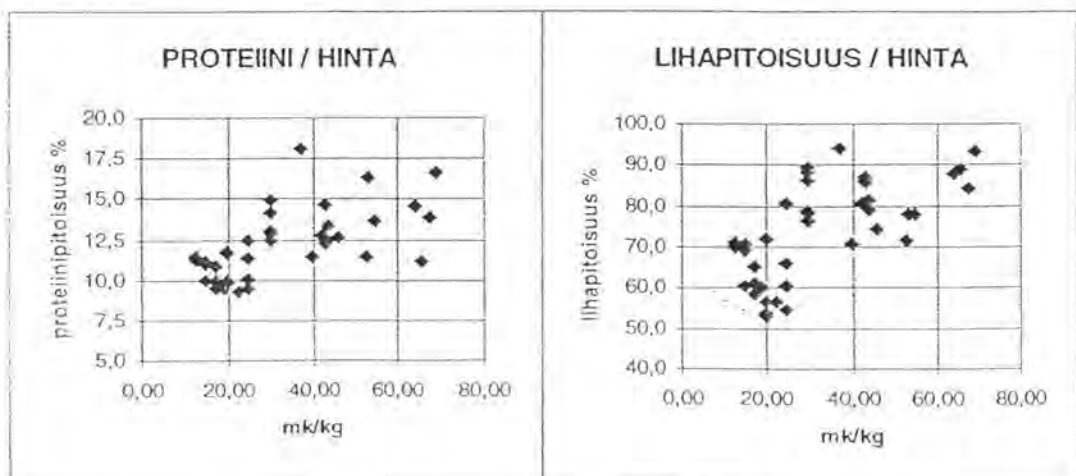 PROTEIINI / HINTA
proteiinipitoisuus %
20,0
17,5
15,0
12,5
10,0
7,5
5,0
0,00 20,00 40,00 60,00 80,00
mk/kg
LIHAPITOISUUS / HINTA
lihapitoisuus %
100,0
90,0
80,0
70,0
60,0
50,0
40,0
0,00 20,00 40,00 60,00 80,00
mk/kg